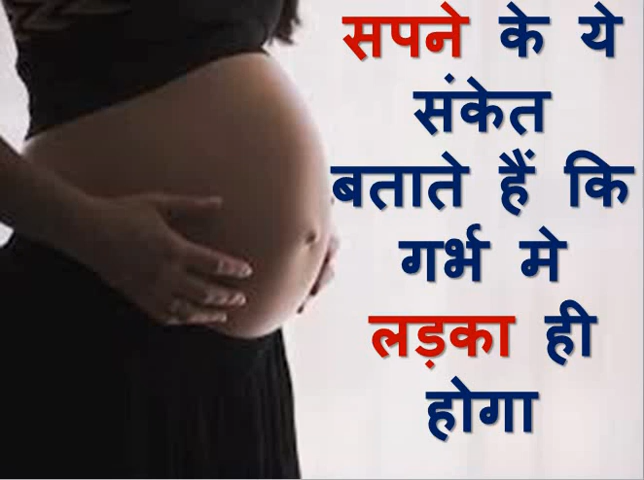 सपने के ये
संकेत
बताते हैं कि
गर्भ मे
लड़का ही
होगा